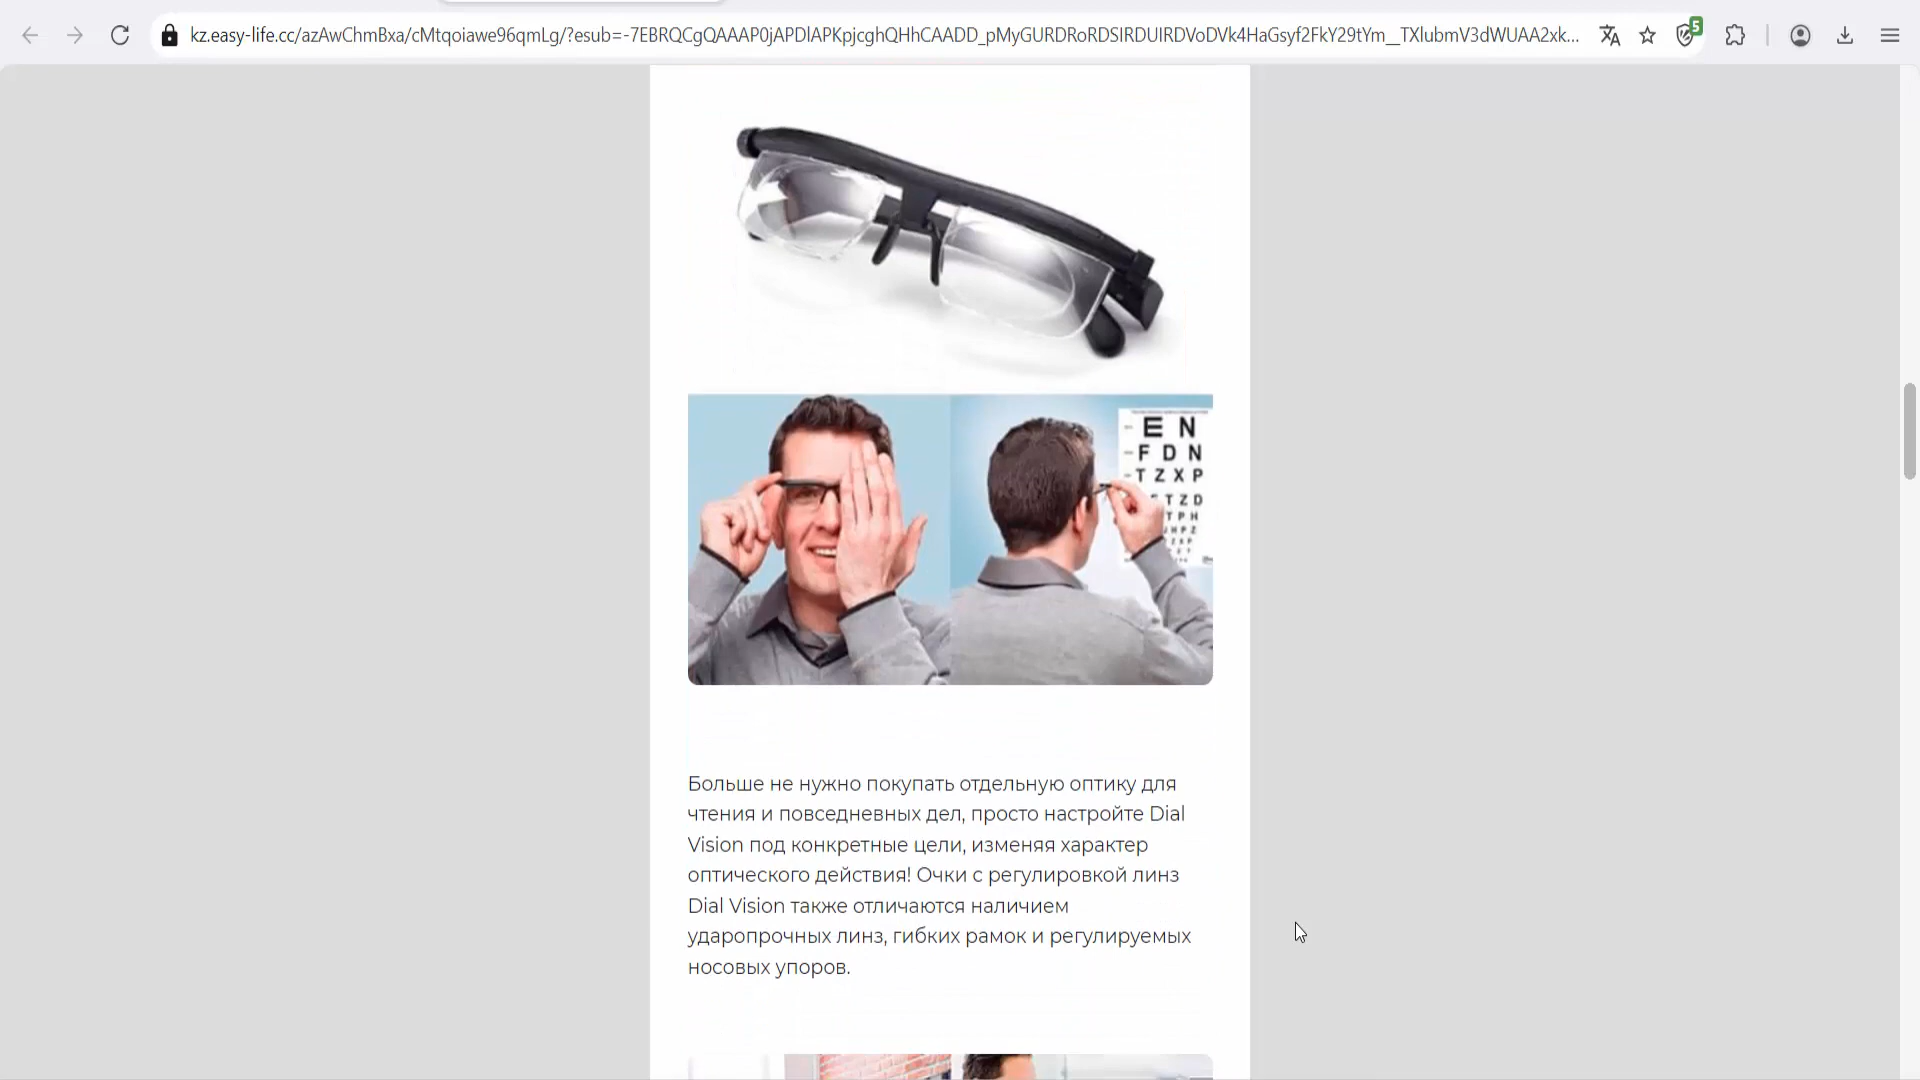 kz.easy-life.cc/azAwChmBxa/cMtqoiawe96qmLg/?esub=-7EBRQCgQAAAP0jAPDlAPKpjcghQHhCAADD_pMyGURDRoRDSlRDUIRDVoDVk4HaGsyf2FkY29tYm__TXlubmV3dWUAA2xk...
5
E N
F D N
T Z X P
T Z D
T P H
Больше не нужно покупать отдельную оптику для
чтения и повседневных дел, просто настройте Dial
Vision под конкретные цели, изменяя характер
оптического действия! Очки с регулировкой линз
Dial Vision также отличаются наличием
ударопрочных линз, гибких рамок и регулируемых
носовых упоров.